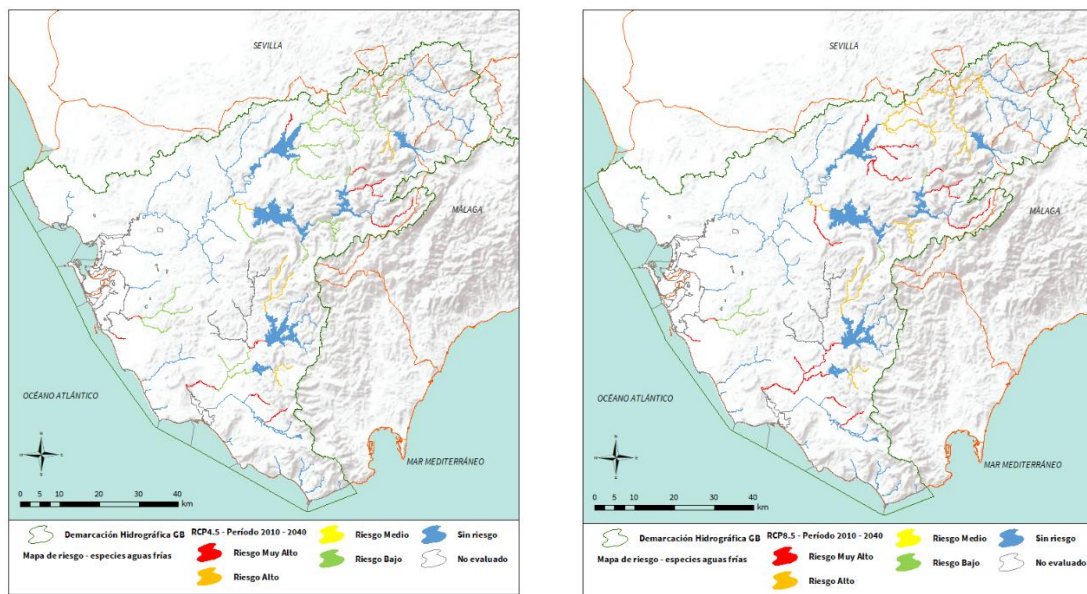 SEVILLA
MÁLAGA
OCÉANO ATLÁNTICO
MAR MEDITERRÁNEO
0 5 10 20 30 40
km
Demarcación Hidrográfica GB
Mapa de riesgo - especies aguas frías
RCP4.5 - Período 2010 - 2040
Riesgo Muy Alto
Riesgo Alto
Riesgo Medio
Riesgo Bajo
Sin riesgo
No evaluado
SEVILLA
MÁLAGA
OCÉANO ATLÁNTICO
MAR MEDITERRÁNEO
0 5 10 20 30 40
km
Demarcación Hidrográfica GB
Mapa de riesgo - especies aguas frías
RCP8.5 - Período 2010 - 2040
Riesgo Muy Alto
Riesgo Alto
Riesgo Medio
Riesgo Bajo
Sin riesgo
No evaluado